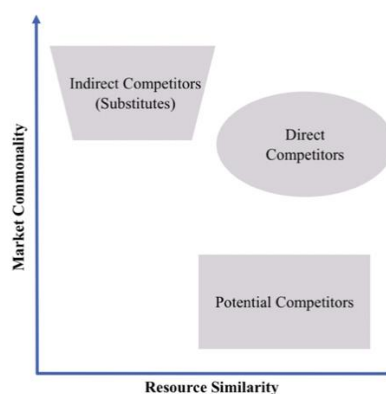 Indirect Competitors
(Substitutes)
Direct
Competitors
Potential Competitors
Market Commonality
Resource Similarity